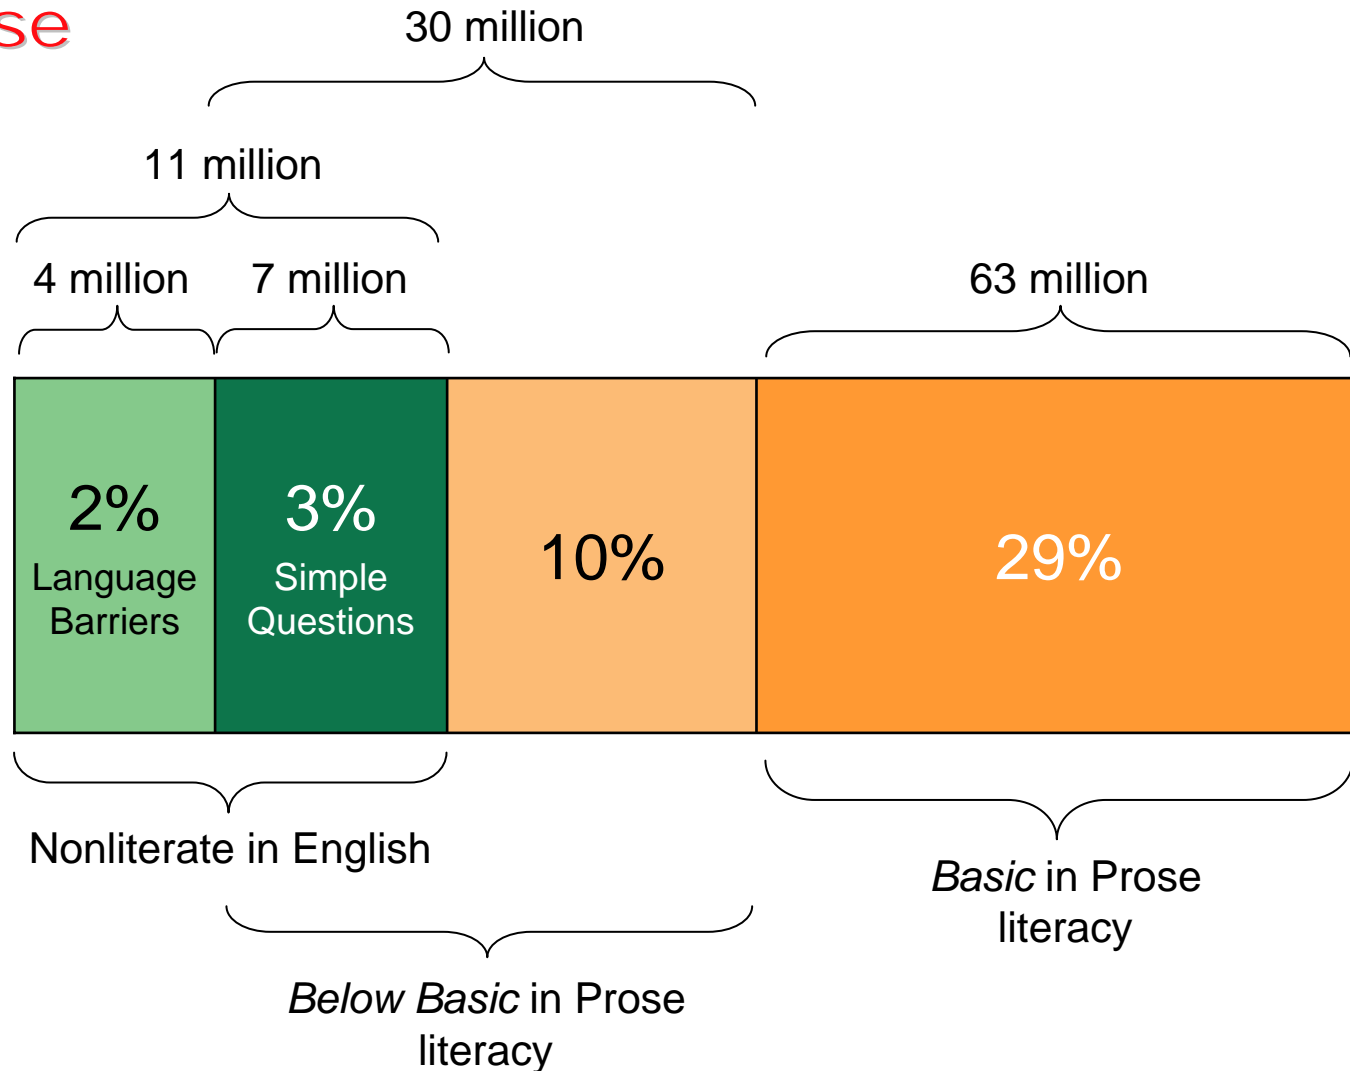 se
30 million
11 million
4 million 7 million 63 million
2%
Language
Barriers
3%
Simple
Questions
10%
29%
Nonliterate in English
Basic in Prose
literacy
Below Basic in Prose
literacy